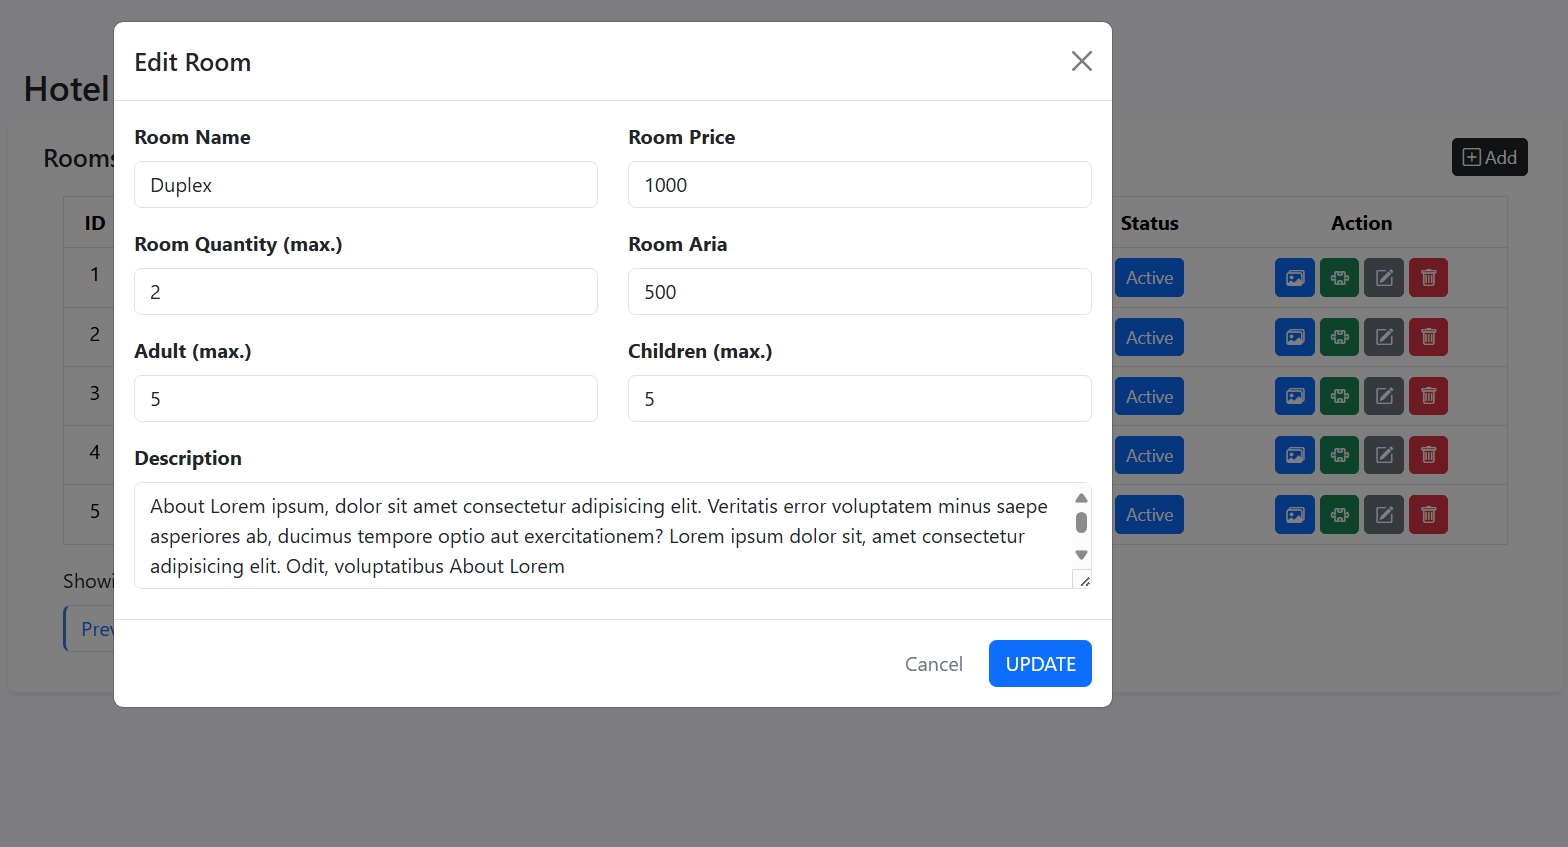 Edit Room
Hotel
Rooms
Add
Room Name
Room Price
Duplex
1000
Room Quantity (max.)
Room Aria
2
500
Adult (max.)
Children (max.)
5
5
Description
About Lorem ipsum, dolor sit amet consectetur adipisicing elit. Veritatis error voluptatem minus saepe
asperiores ab, ducimus tempore optio aut exercitationem? Lorem ipsum dolor sit, amet consectetur
adipisicing elit. Odit, voluptatibus About Lorem
Cancel
UPDATE
ID
Status
Action
1
Active
2
Active
3
Active
4
Active
5
Active